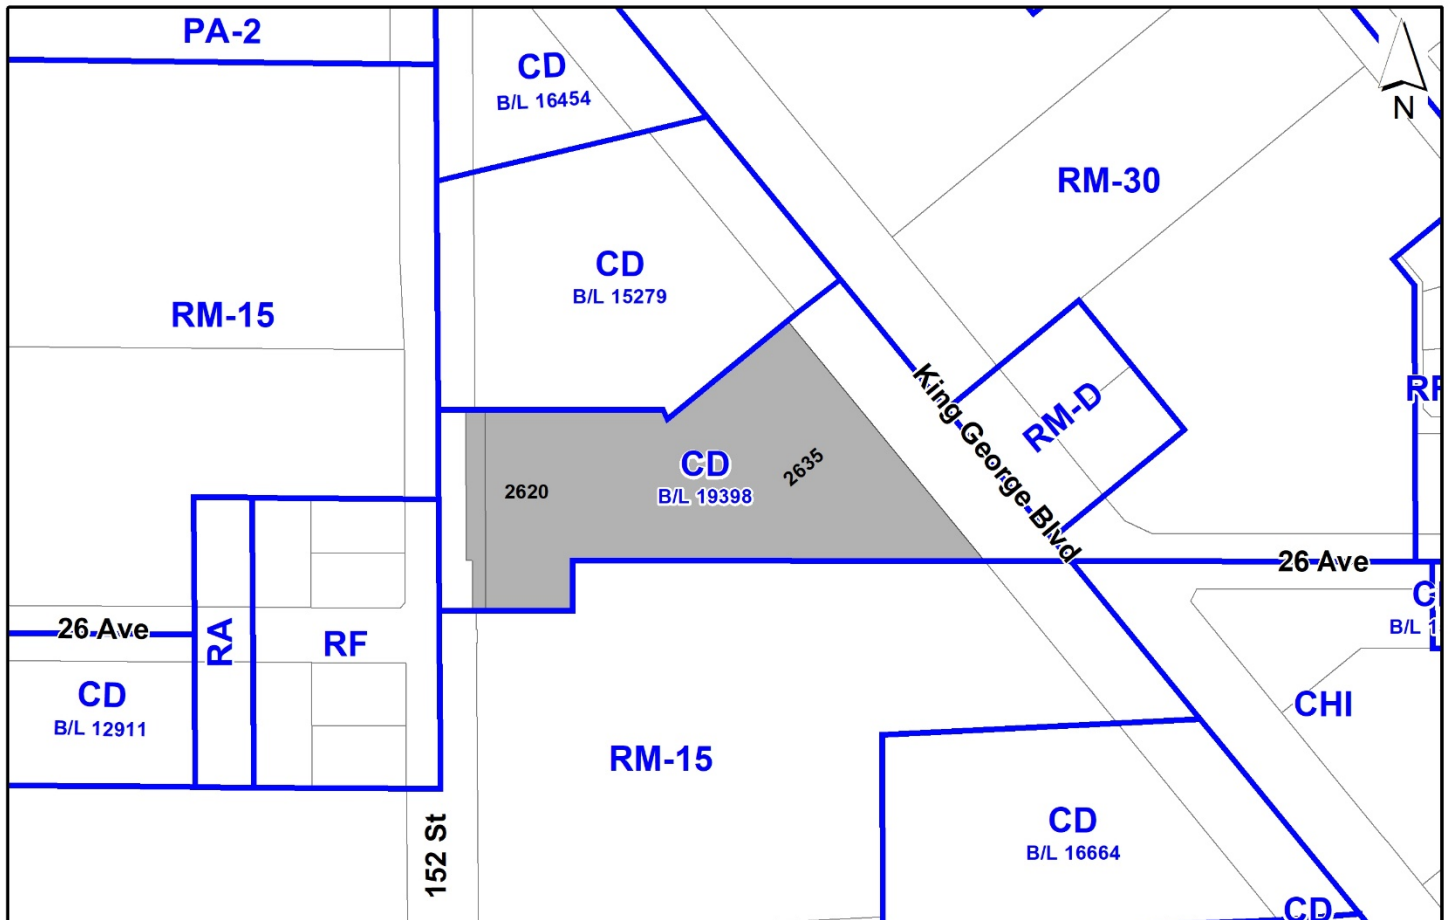 PA-2
CD
B/L 16454
N
RM-30
CD
B/L 15279
RM-15
King George Blvd
RM-D
CD
B/L 19398
2635
2620
26 Ave
26 Ave
RA
RF
CD
B/L 12911
CHI
RM-15
CD
B/L 16664
152 St
CD